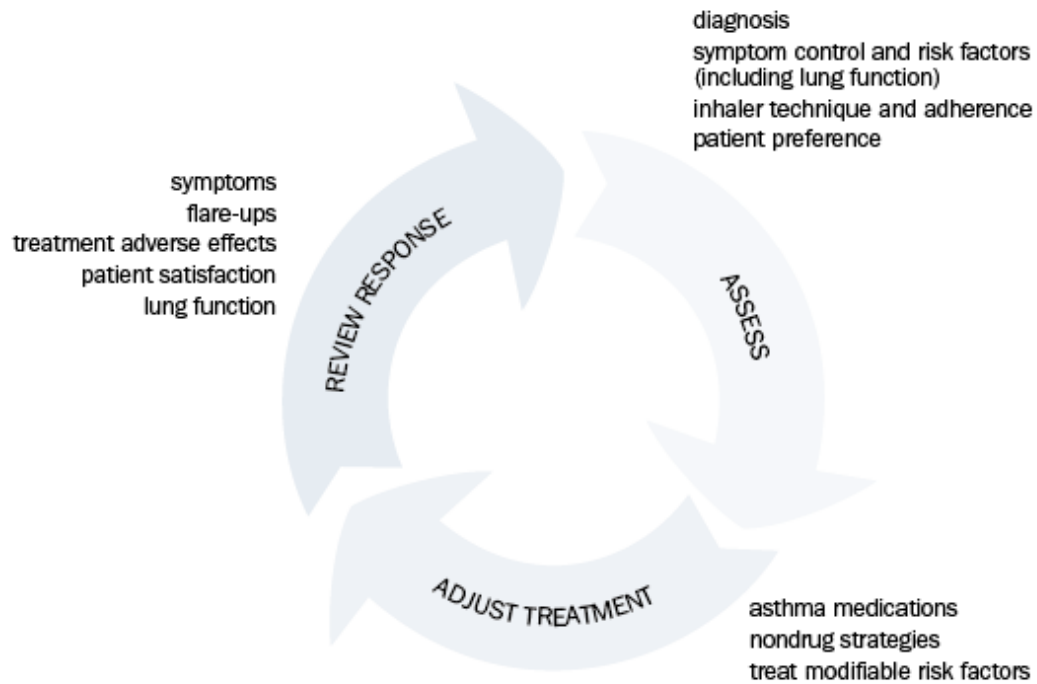 diagnosis
symptom control and risk factors
(including lung function)
inhaler technique and adherence
patient preference
ASSESS
asthma medications
nondrug strategies
treat modifiable risk factors
ADJUST TREATMENT
symptoms
flare-ups
treatment adverse effects
patient satisfaction
lung function
REVIEW RESPONSE